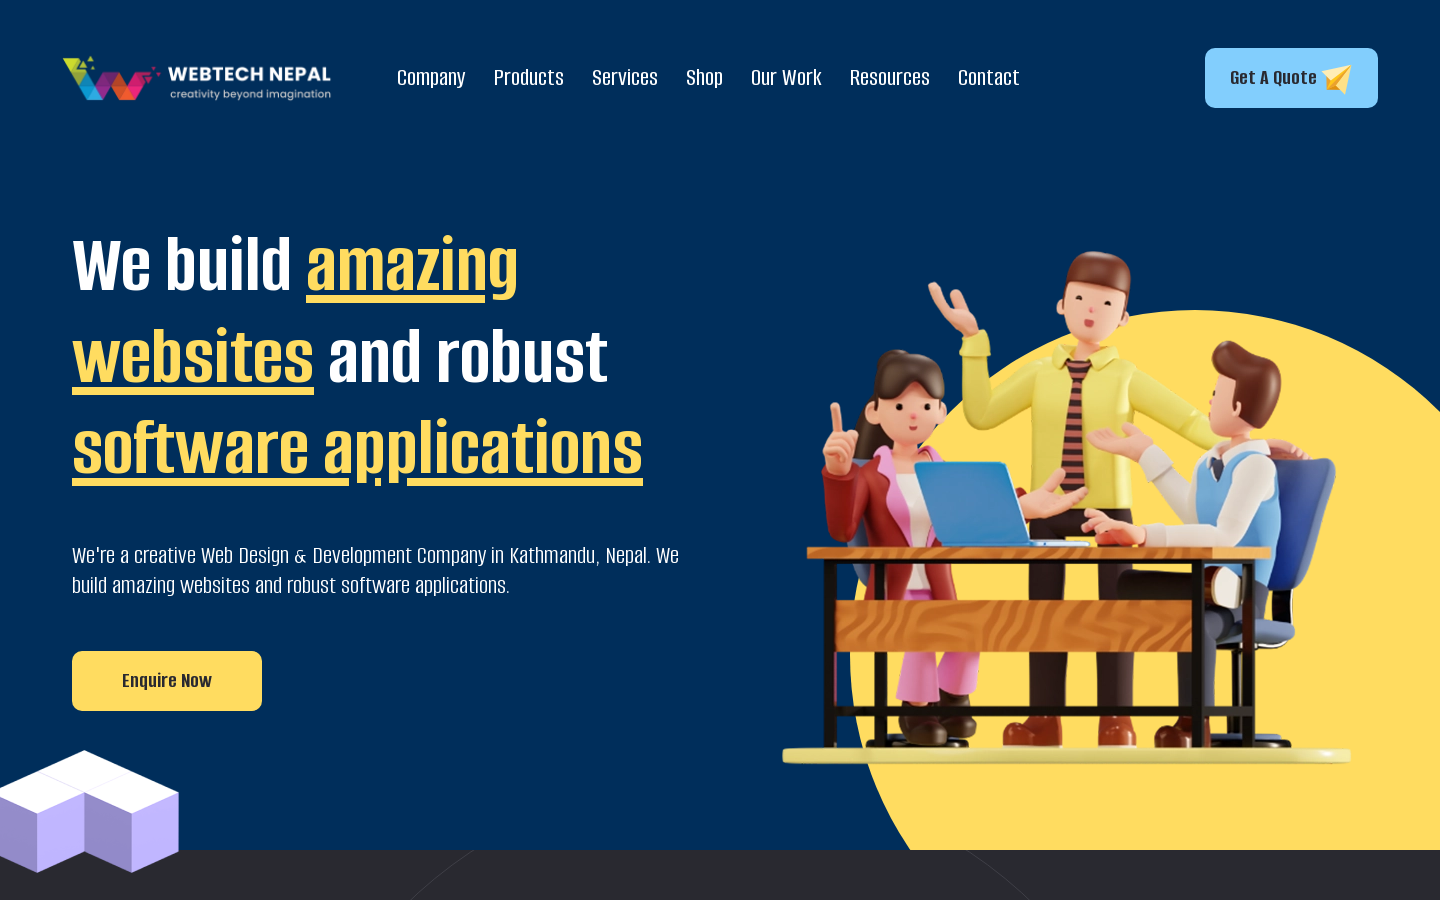 WEBTECH NEPAL
creativity beyond imagination
Company
Products
Services
Shop
Our Work
Resources
Contact
Get A Quote
We build amazing
websites and robust
software applications
We're a creative Web Design & Development Company in Kathmandu, Nepal. We
build amazing websites and robust software applications.
Enquire Now